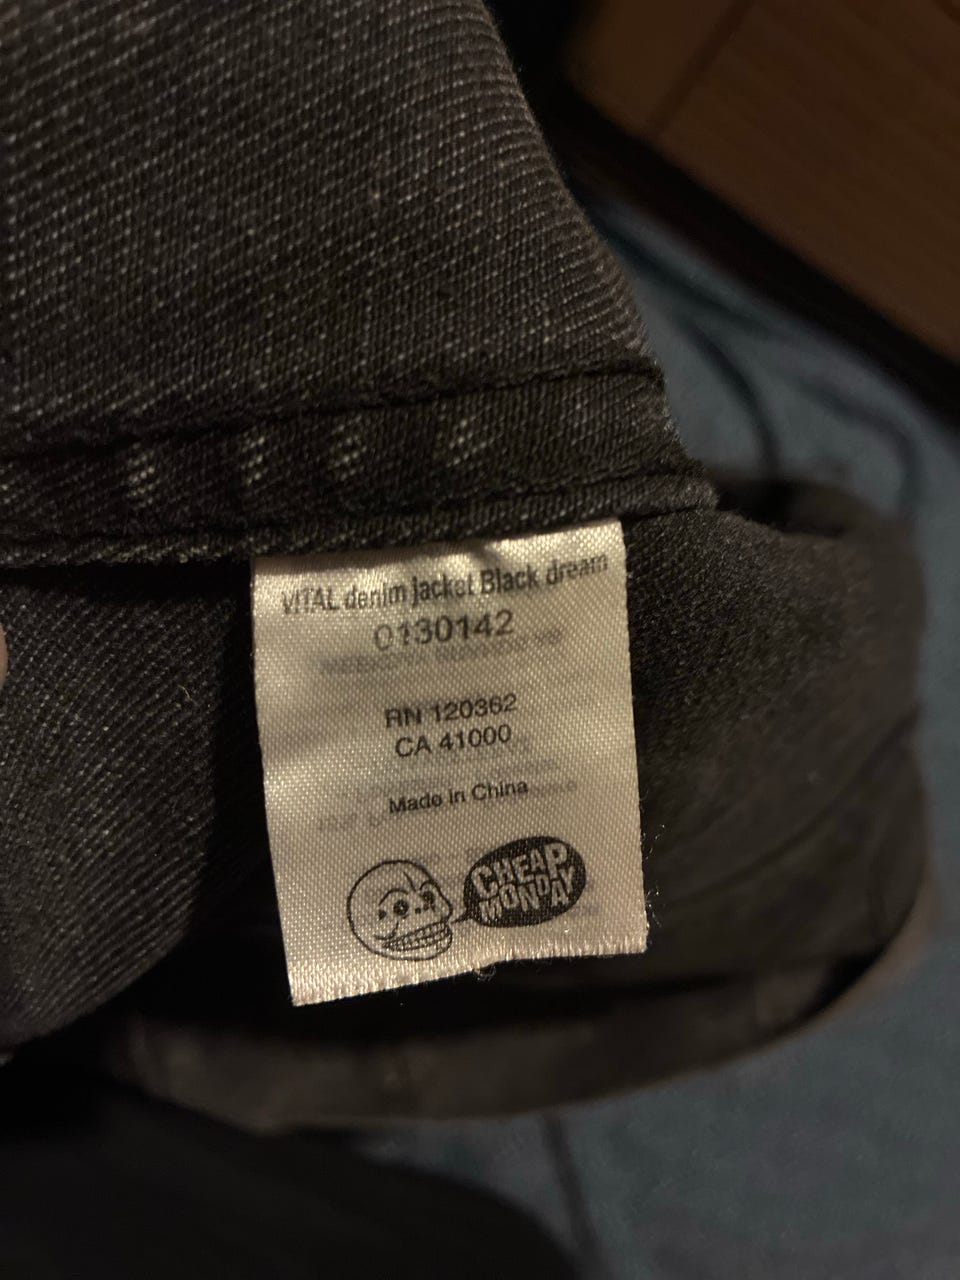 VITAL denim jacket Black dream
0130142
RN 120362
CA 41000
Made in China
CHEAP
MONDAY